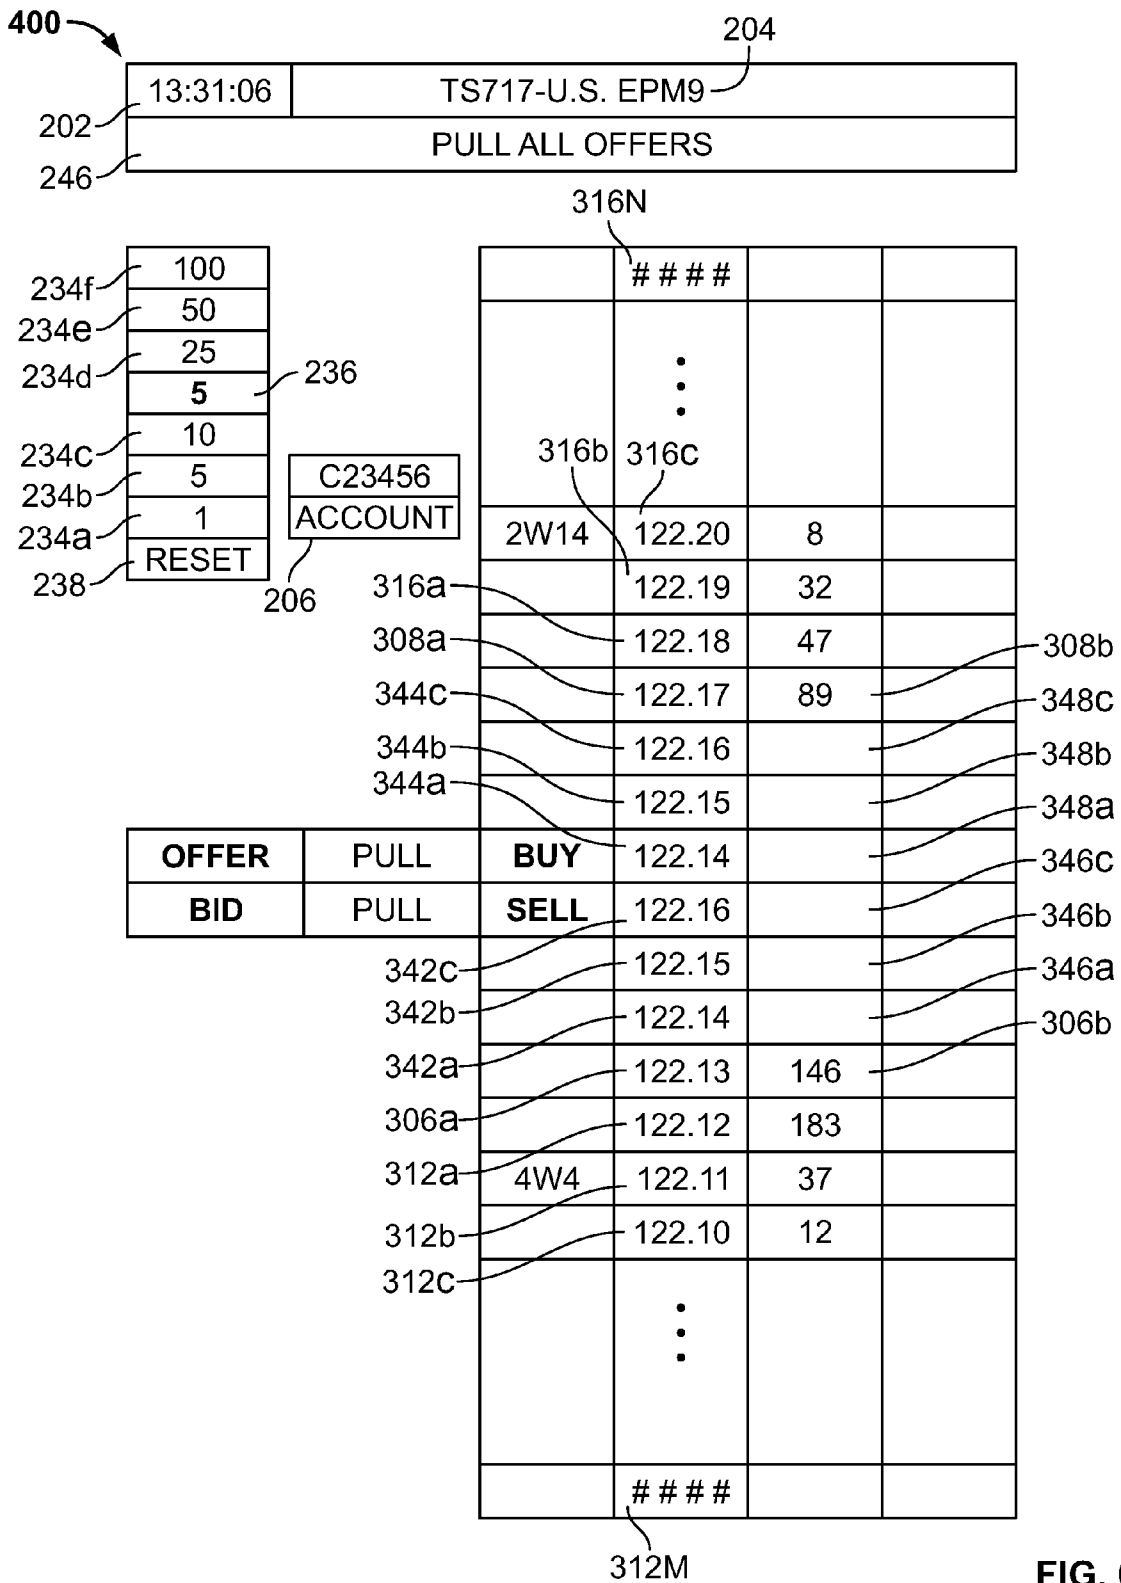 400
204
13:31:06 TS717-U.S. EPM9
202
PULL ALL OFFERS
246
316N
# # # #
100
234f
50
234e
25
234d
5
236
10
234c
5
234b
1
234a
RESET
238
C23456
ACCOUNT
206
316b 316c
2W14 122.20 8
122.19 32
316a
122.18 47
308a
308b
122.17 89
344c
348c
122.16
344b
348b
344a
122.15
348a
OFFER PULL BUY 122.14
346c
BID PULL SELL 122.16
346b
342c
122.15
346a
342b
122.14
306b
342a
122.13 146
306a
122.12 183
312a
4W4 122.11 37
312b
122.10 12
312c
# # # #
312M
FIG.